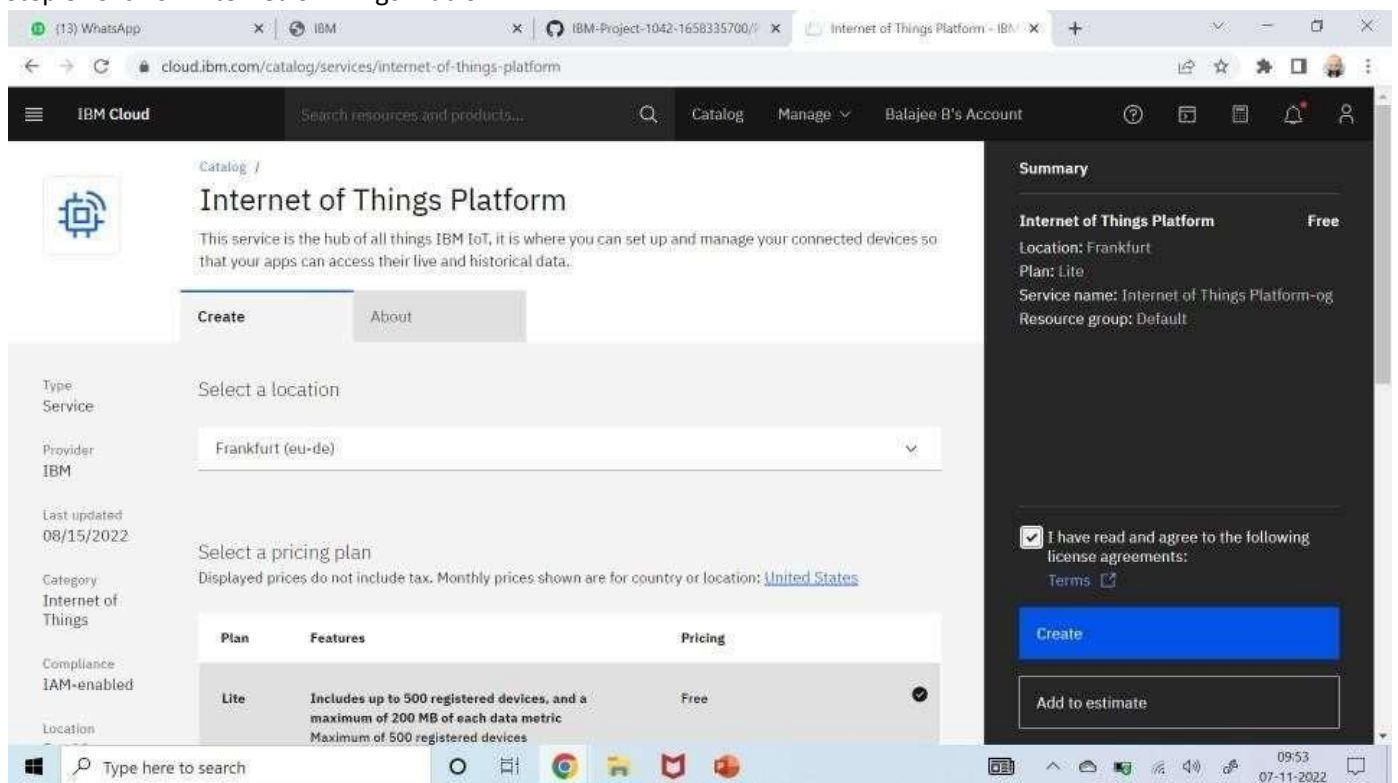 (13) WhatsApp
IBM
IBM-Project-1042-1658335700/
Internet of Things Platform - IBM
cloud.ibm.com/catalog/services/internet-of-things-platform
IBM Cloud
Search resources and products...
Catalog
Manage
Balajee B's Account
Catalog /
Internet of Things Platform
This service is the hub of all things IBM IoT, it is where you can set up and manage your connected devices so
that your apps can access their live and historical data.
Create
About
Type
Service
Provider
IBM
Last updated
08/15/2022
Category
Internet of
Things
Compliance
IAM-enabled
Location
Select a location
Frankfurt (eu-de)
Select a pricing plan
Displayed prices do not include tax. Monthly prices shown are for country or location: United States
Plan Features Pricing
Lite Includes up to 500 registered devices, and a Free
maximum of 200 MB of each data metric
Maximum of 500 registered devices
Summary
Internet of Things Platform Free
Location: Frankfurt
Plan: Lite
Service name: Internet of Things Platform-og
Resource group: Default
I have read and agree to the following
license agreements:
Terms
Create
Add to estimate
Type here to search
09:53
07-11-2022